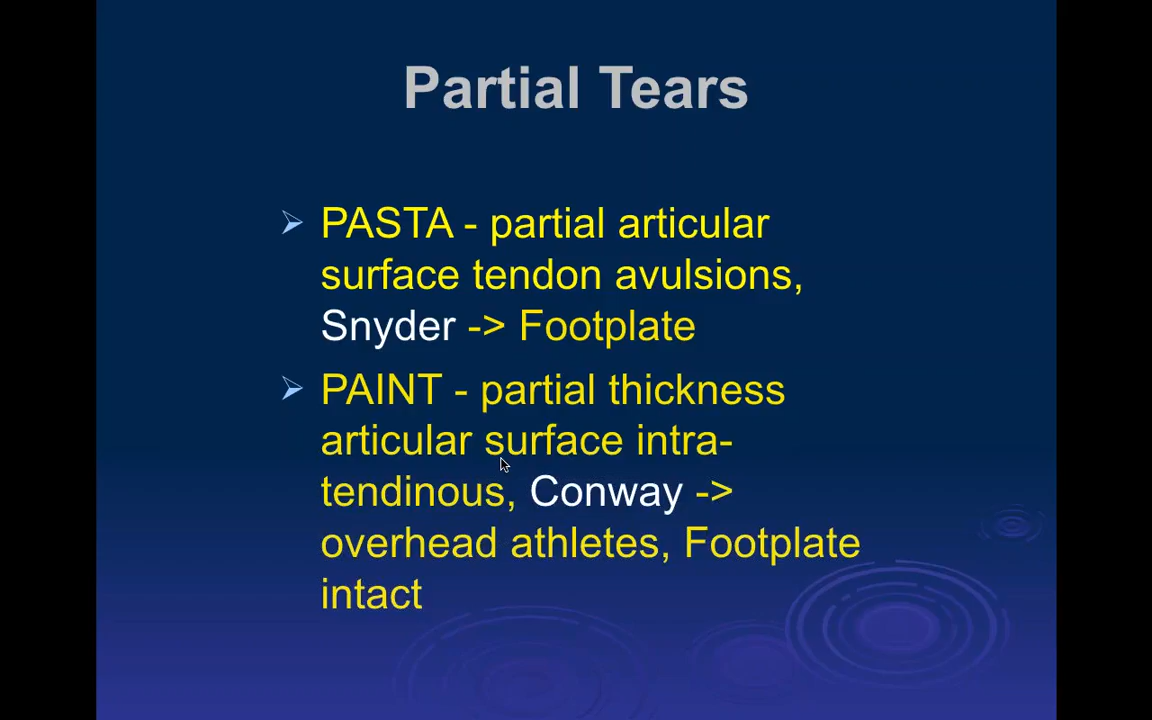 Partial Tears
PASTA - partial articular
surface tendon avulsions,
Snyder -> Footplate
PAINT - partial thickness
articular surface intra-
tendinous, Conway ->
overhead athletes, Footplate
intact